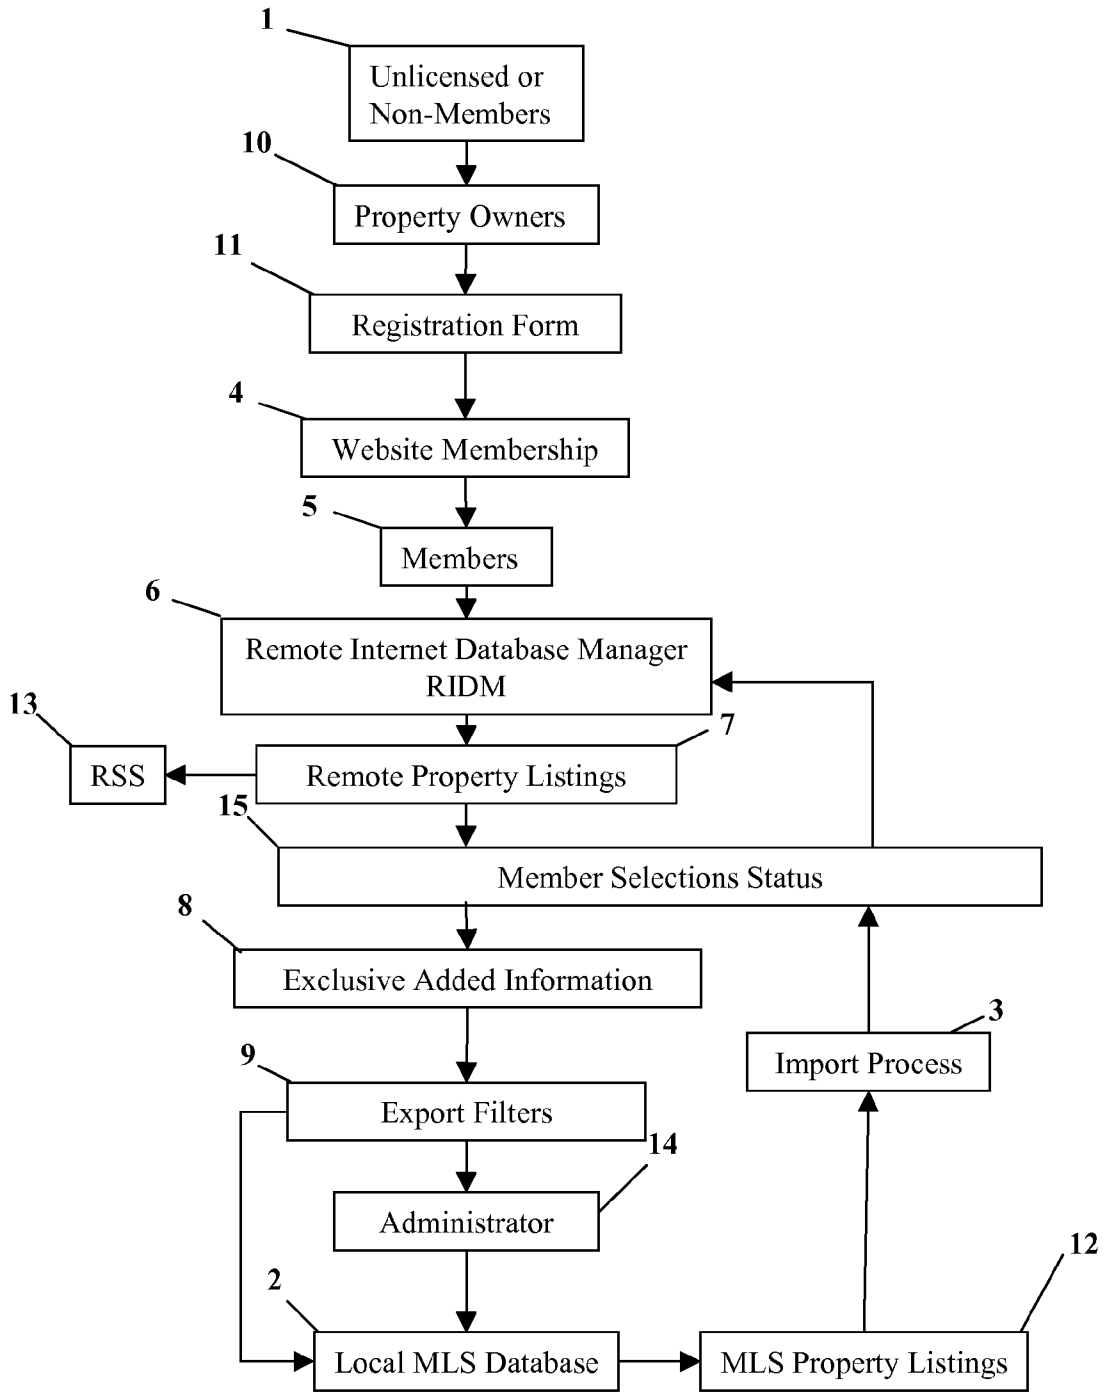 1
Unlicensed or
Non-Members
10
Property Owners
11
Registration Form
4
Website Membership
5
Members
6
Remote Internet Database Manager
RIDM
13
7
RSS
Remote Property Listings
15
Member Selections Status
8
Exclusive Added Information
3
Import Process
9
Export Filters
14
Administrator
12
2
Local MLS Database
MLS Property Listings